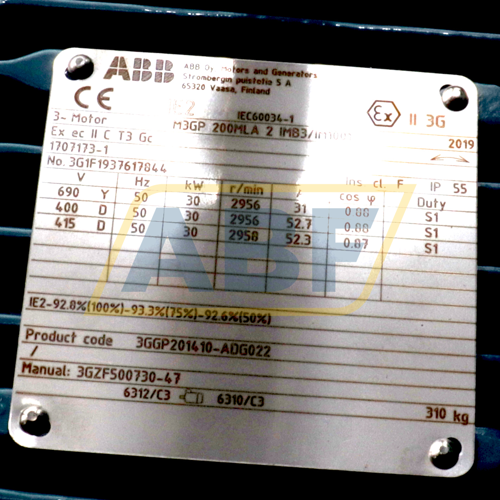 ABB
ABB Oy, Motors and Generators
Strombergin puistotie 5 A
65320 Vaasa, Finland
CE
IEC60034-1
Ex II 3G
3~ Motor
M3GP 200MLA 2 IMB3/
2019
Ex ec II C T3 Gc
1707173-1
No. 3G1F1937617844
Ins. cl. F IP 55
V Hz kW r/min A cos φ Duty
690 Y 50 30 2956 31 0.88 S1
400 D 50 30 2956 52.7 0.88 S1
415 D 50 30 2958 52.3 0.87 S1
ABF
IE2-92.8%(100%)-93.3%(75%)-92.6%(50%)
Product code 3GGP201410-ADG022
/
Manual: 3GZF500730-47
6312/C3 6310/C3
310 kg